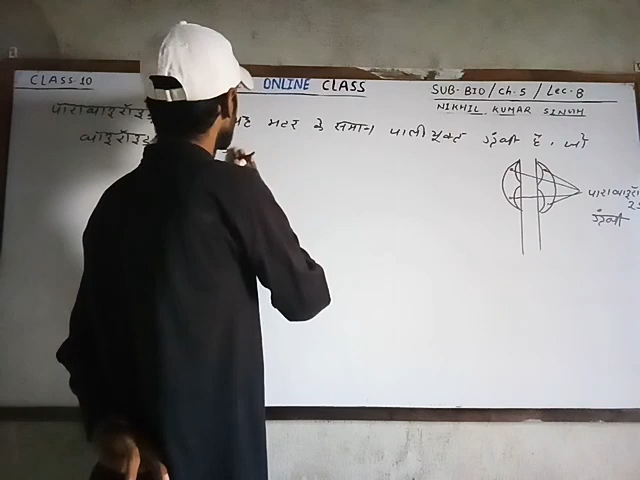 CLASS-10
ONLINE CLASS
SUB-BIO/Ch-5/Lec-8
NIKHIL KUMAR SINGH
पाराथाइरॉइड यह मटर के समान पालीयुक्त ग्रंथी है, जो
थाइरॉइड
पाराथाइरॉ
ग्रंथी